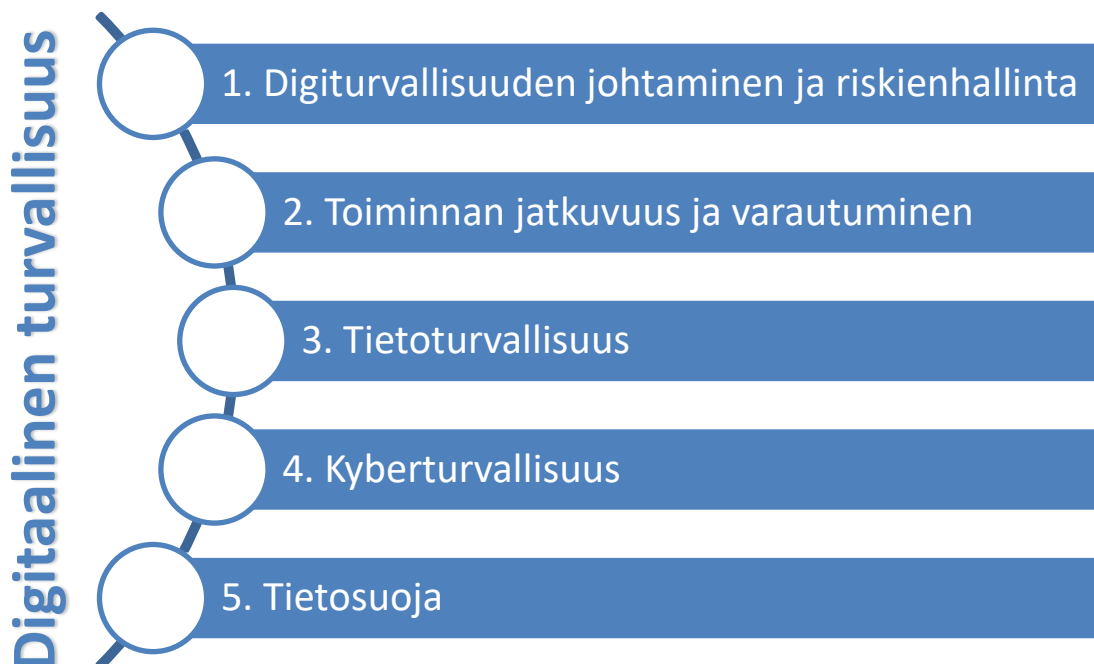 Digitaalinen turvallisuus
1. Digiturvallisuuden johtaminen ja riskienhallinta
2. Toiminnan jatkuvuus ja varautuminen
3. Tietoturvallisuus
4. Kyberturvallisuus
5. Tietosuoja